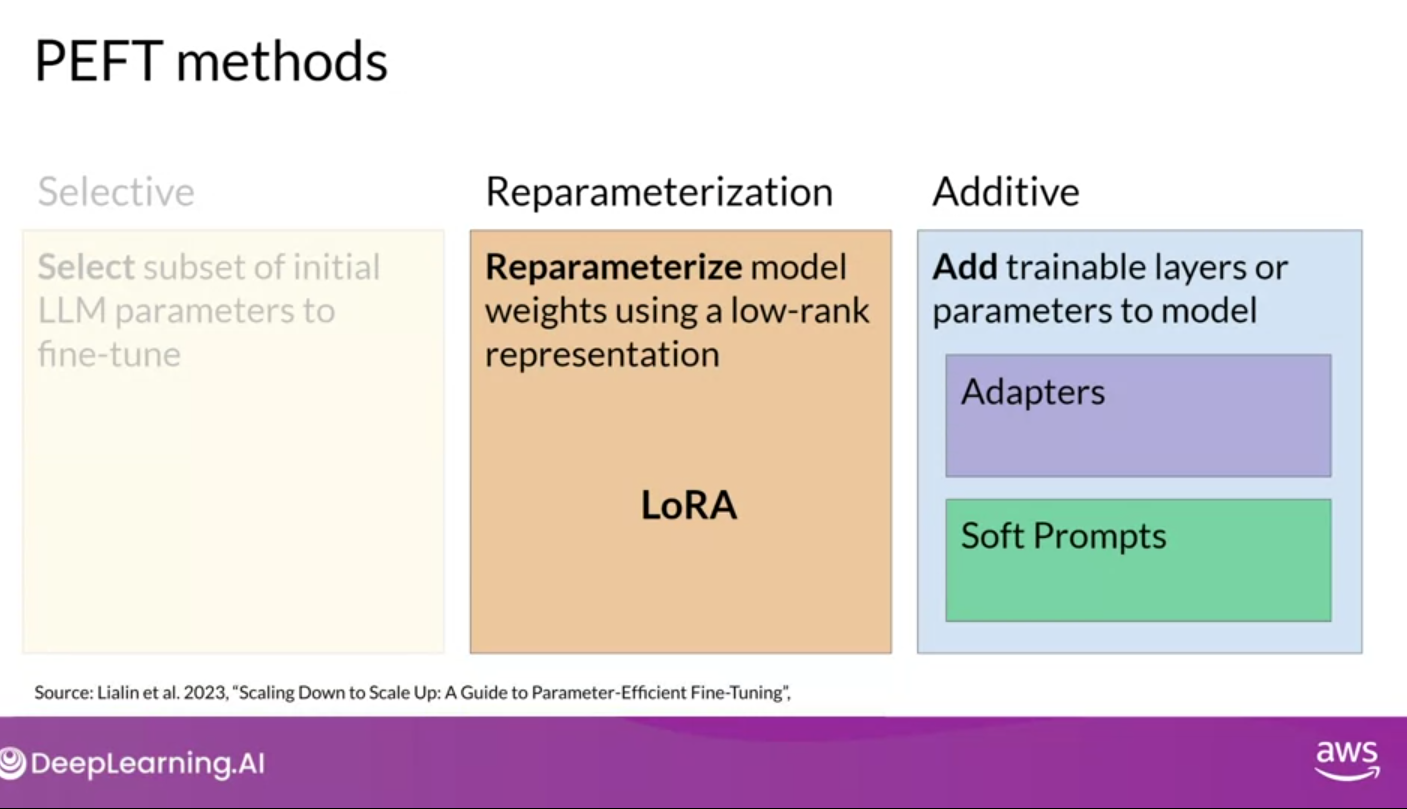 PEFT methods
Selective
Select subset of initial
LLM parameters to
fine-tune
Reparameterization
Reparameterize model
weights using a low-rank
representation
LoRA
Additive
Add trainable layers or
parameters to model
Adapters
Soft Prompts
Source: Lialin et al. 2023, “Scaling Down to Scale Up: A Guide to Parameter-Efficient Fine-Tuning”,
DeepLearning.AI
aws